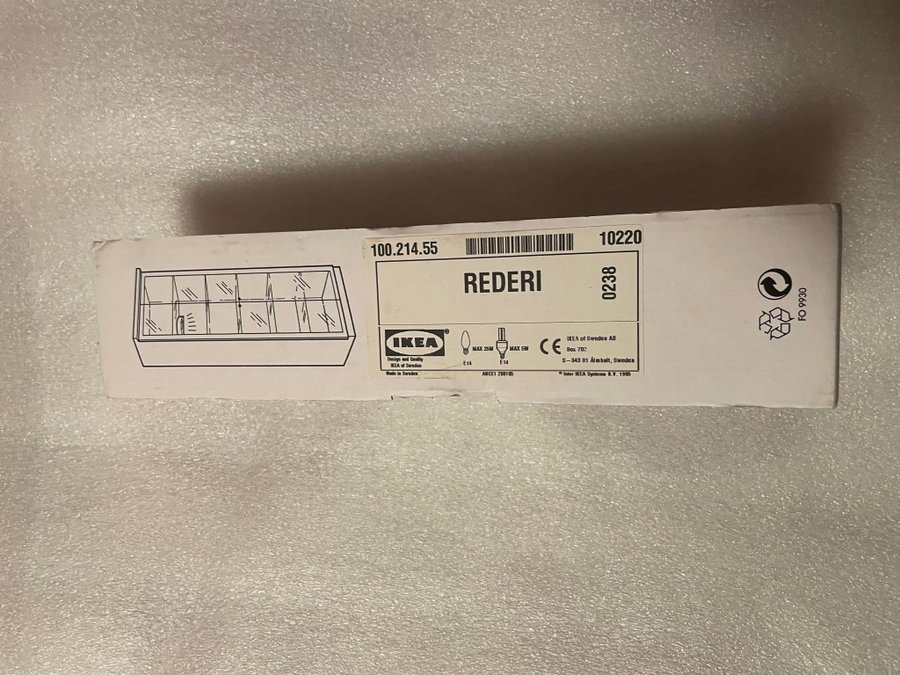 100.214.55
10220
REDERI
0238
IKEA®
MAX 25W
E14
MAX 5W
E14
CE
IKEA of Sweden AB
Box 702
S-343 81 Älmhult, Sweden
Design and Quality
IKEA of Sweden
Made in Sweden
© Inter IKEA Systems B.V. 1995
FO 9930